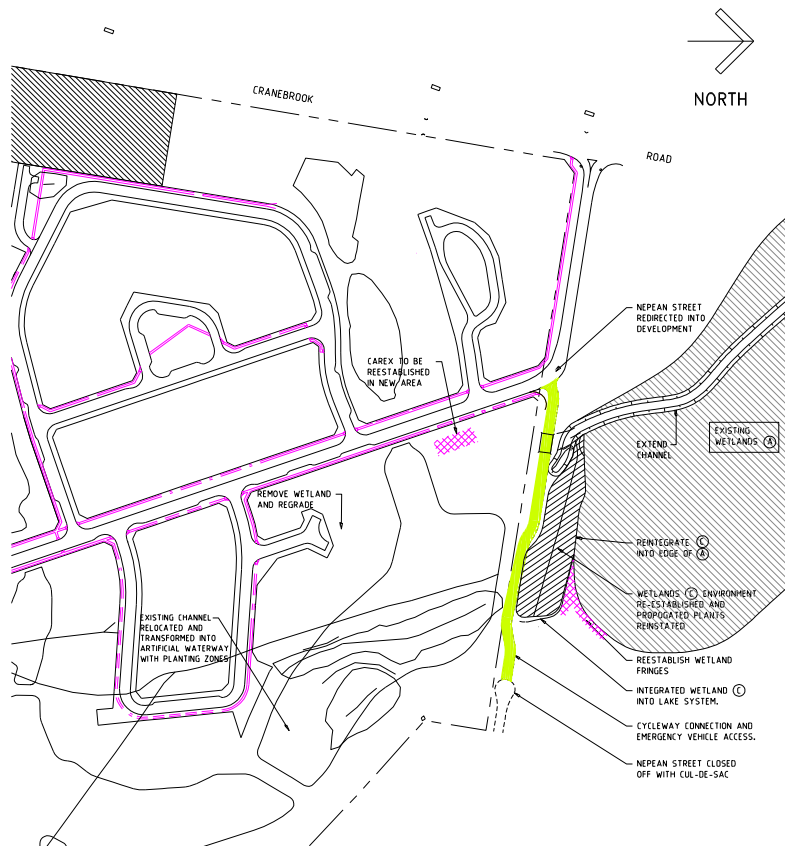 NORTH
CRANEBROOK
ROAD
NEPEAN STREET
REDIRECTED INTO
DEVELOPMENT
CAREX TO BE
REESTABLISHED
IN NEW AREA
EXISTING
WETLANDS A
EXTEND
CHANNEL
REMOVE WETLAND
AND REGRADE
REINTEGRATE C
INTO EDGE OF A
WETLANDS C ENVIRONMENT
RE-ESTABLISHED AND
PROPOGATED PLANTS
REINSTATED
EXISTING CHANNEL
RELOCATED AND
TRANSFORMED INTO
ARTIFICIAL WATERWAY
WITH PLANTING ZONES
REESTABLISH WETLAND
FRINGES
INTEGRATED WETLAND C
INTO LAKE SYSTEM.
CYCLEWAY CONNECTION AND
EMERGENCY VEHICLE ACCESS.
NEPEAN STREET CLOSED
OFF WITH CUL-DE-SAC